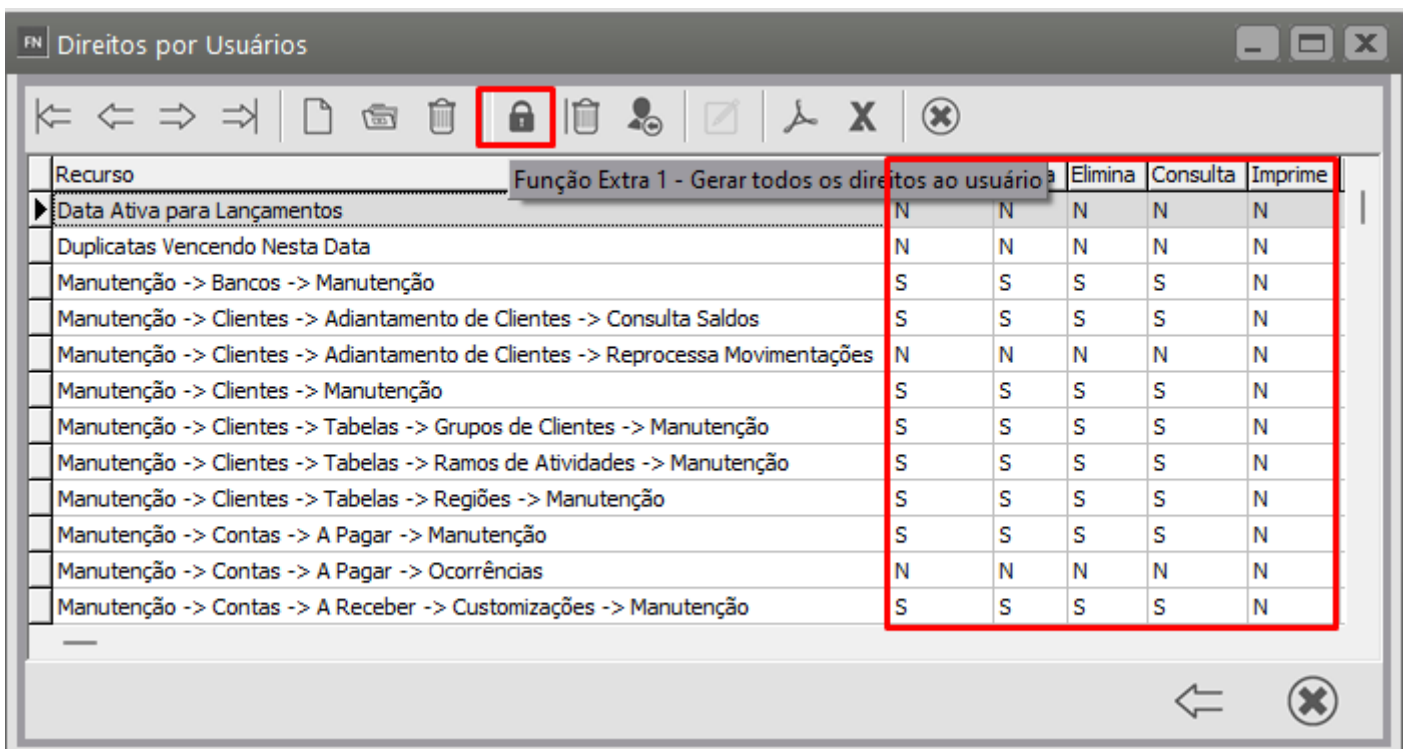 FN Direitos por Usuários
Função Extra 1 - Gerar todos os direitos ao usuário
Recurso Elimina Consulta Imprime
Data Ativa para Lançamentos N N N N N
Duplicatas Vencendo Nesta Data N N N N N
Manutenção -> Bancos -> Manutenção S S S S N
Manutenção -> Clientes -> Adiantamento de Clientes -> Consulta Saldos S S S S N
Manutenção -> Clientes -> Adiantamento de Clientes -> Reprocessa Movimentações N N N N N
Manutenção -> Clientes -> Manutenção S S S S N
Manutenção -> Clientes -> Tabelas -> Grupos de Clientes -> Manutenção S S S S N
Manutenção -> Clientes -> Tabelas -> Ramos de Atividades -> Manutenção S S S S N
Manutenção -> Clientes -> Tabelas -> Regiões -> Manutenção S S S S N
Manutenção -> Contas -> A Pagar -> Manutenção S S S S N
Manutenção -> Contas -> A Pagar -> Ocorrências N N N N N
Manutenção -> Contas -> A Receber -> Customizações -> Manutenção S S S S N